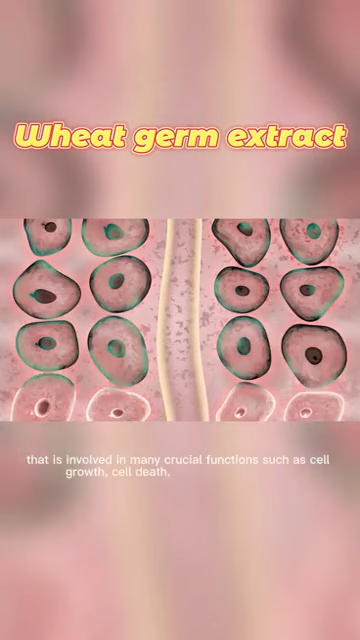 Wheat germ extract
that is involved in many crucial functions such as cell
growth, cell death,